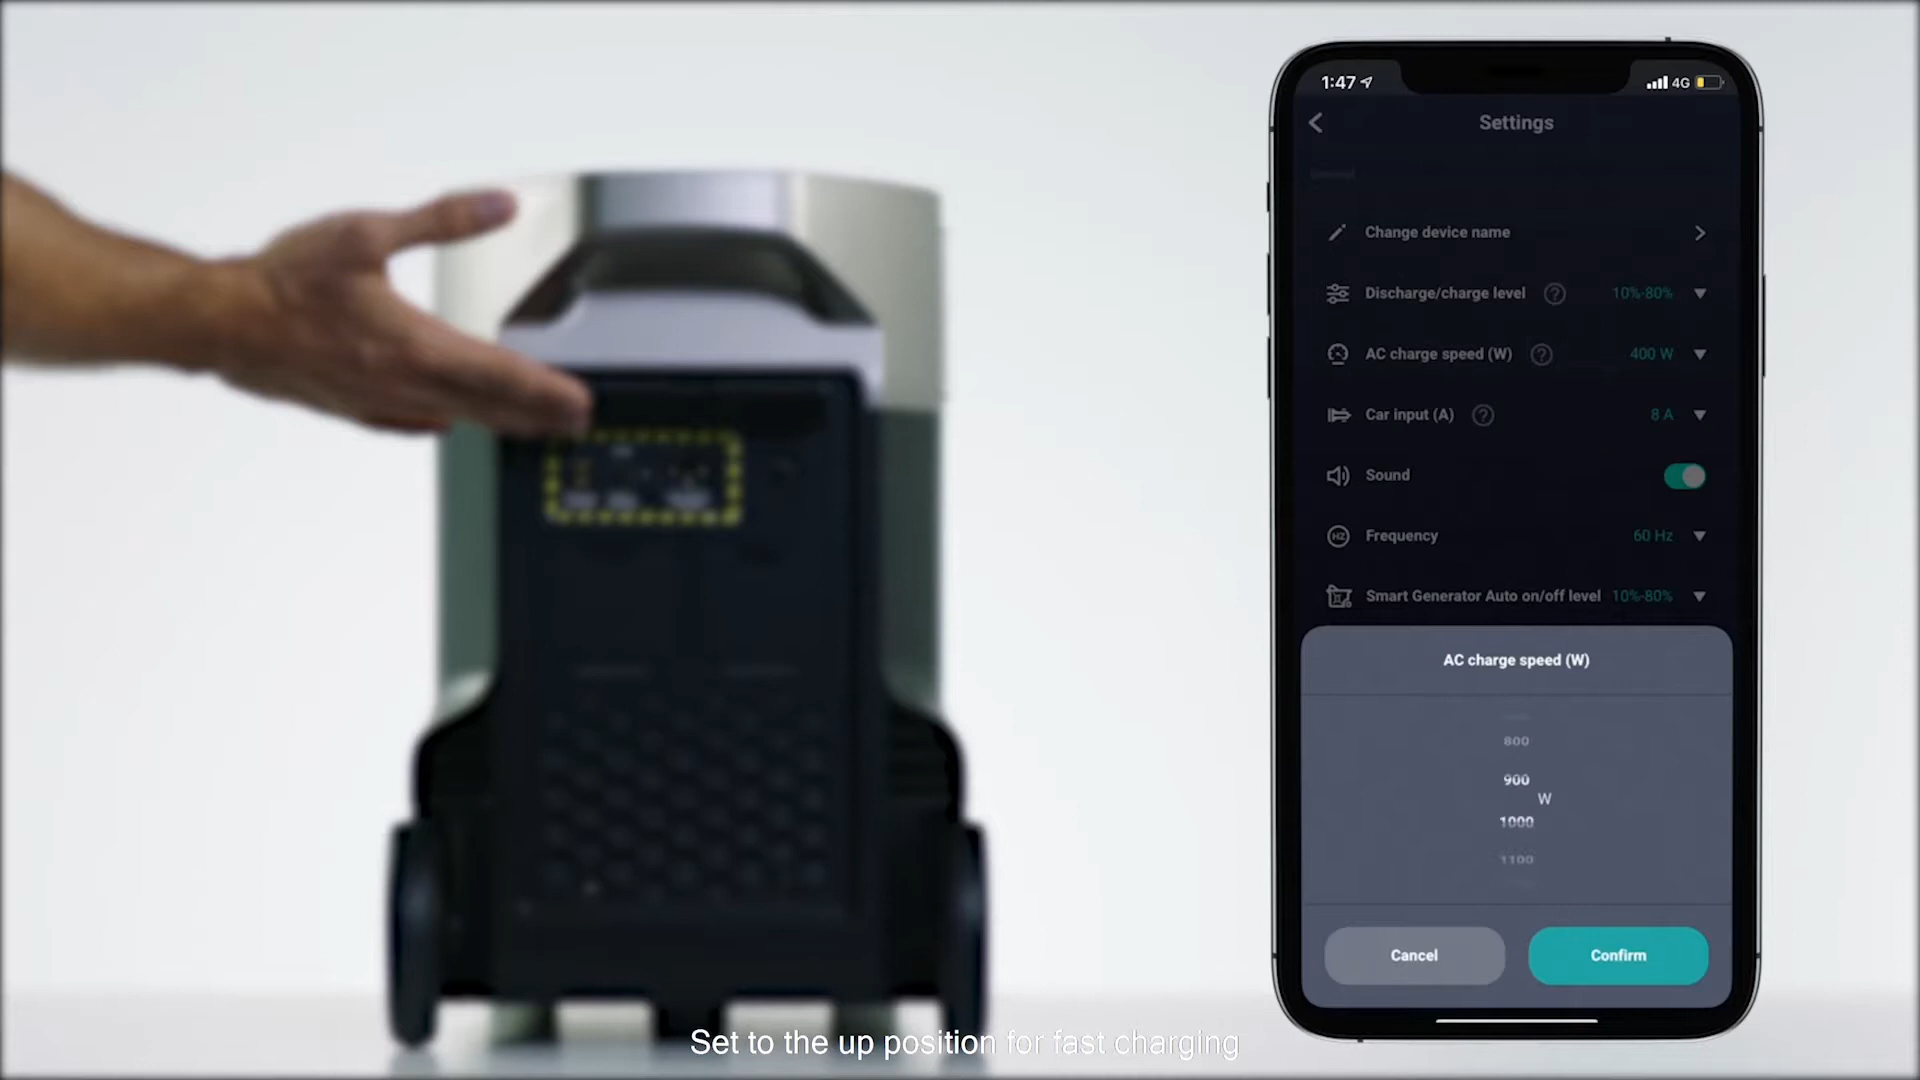 1:47
4G
Settings
Change device name
Discharge/charge level ? 10%-80%
AC charge speed (W) ? 400 W
Car input (A) ? 8 A
Sound
HZ Frequency 60 Hz
Smart Generator Auto on/off level 10%-80%
AC charge speed (W)
800
900
W
1000
1100
Cancel Confirm
Set to the up position for fast charging